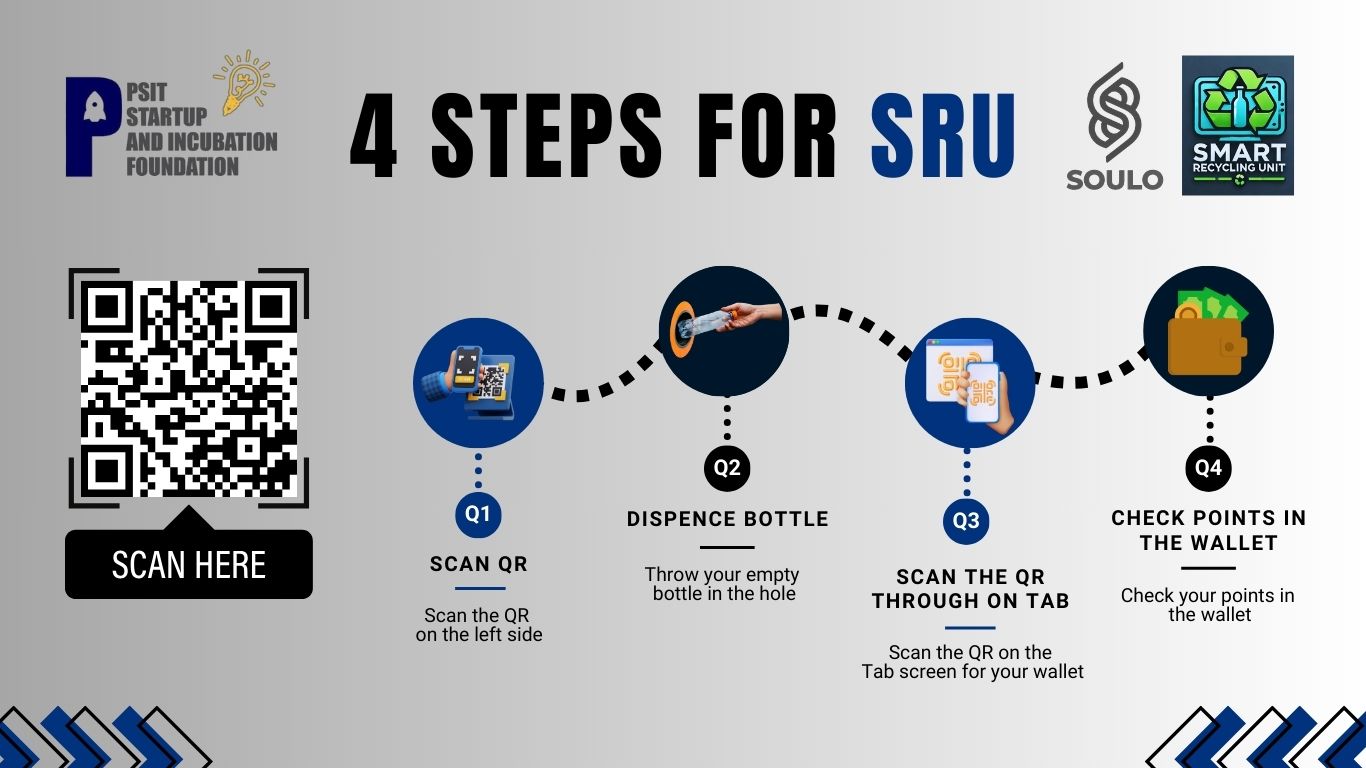 PSIT
STARTUP
AND INCUBATION
FOUNDATION
4 STEPS FOR SRU
SOULO
SMART
RECYCLING UNIT
SCAN HERE
Q1
SCAN QR
Scan the QR
on the left side
Q2
DISPENCE BOTTLE
Throw your empty
bottle in the hole
Q3
SCAN THE QR
THROUGH ON TAB
Scan the QR on the
Tab screen for your wallet
Q4
CHECK POINTS IN
THE WALLET
Check your points in
the wallet